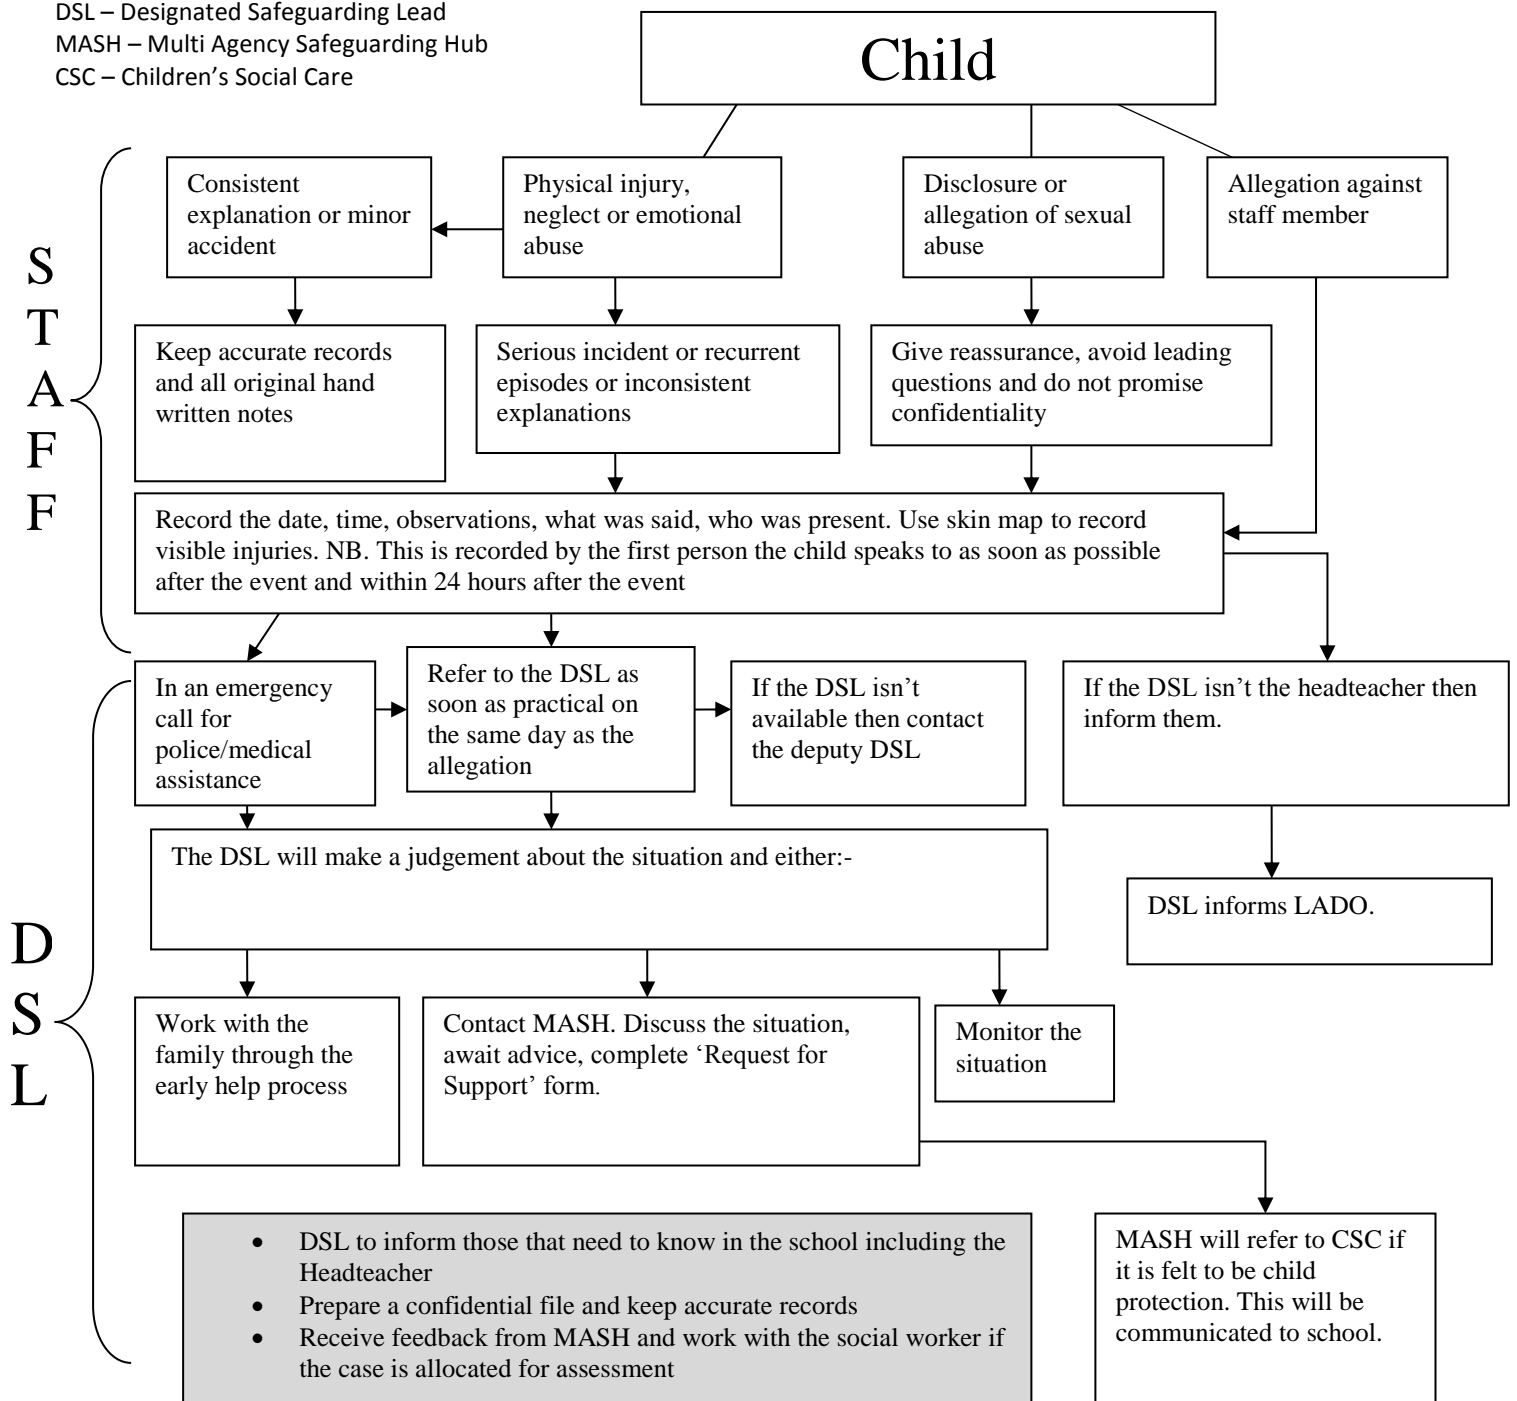 DSL – Designated Safeguarding Lead
MASH – Multi Agency Safeguarding Hub
CSC – Children’s Social Care
Child
Consistent
explanation or minor
accident
Physical injury,
neglect or emotional
abuse
Disclosure or
allegation of sexual
abuse
Allegation against
staff member
S
T
A
F
F
Keep accurate records
and all original hand
written notes
Serious incident or recurrent
episodes or inconsistent
explanations
Give reassurance, avoid leading
questions and do not promise
confidentiality
Record the date, time, observations, what was said, who was present. Use skin map to record
visible injuries. NB. This is recorded by the first person the child speaks to as soon as possible
after the event and within 24 hours after the event
In an emergency
call for
police/medical
assistance
Refer to the DSL as
soon as practical on
the same day as the
allegation
If the DSL isn’t
available then contact
the deputy DSL
If the DSL isn’t the headteacher then
inform them.
The DSL will make a judgement about the situation and either:-
DSL informs LADO.
D
S
L
Work with the
family through the
early help process
Contact MASH. Discuss the situation,
await advice, complete ‘Request for
Support’ form.
Monitor the
situation
• DSL to inform those that need to know in the school including the
Headteacher
• Prepare a confidential file and keep accurate records
• Receive feedback from MASH and work with the social worker if
the case is allocated for assessment
MASH will refer to CSC if
it is felt to be child
protection. This will be
communicated to school.